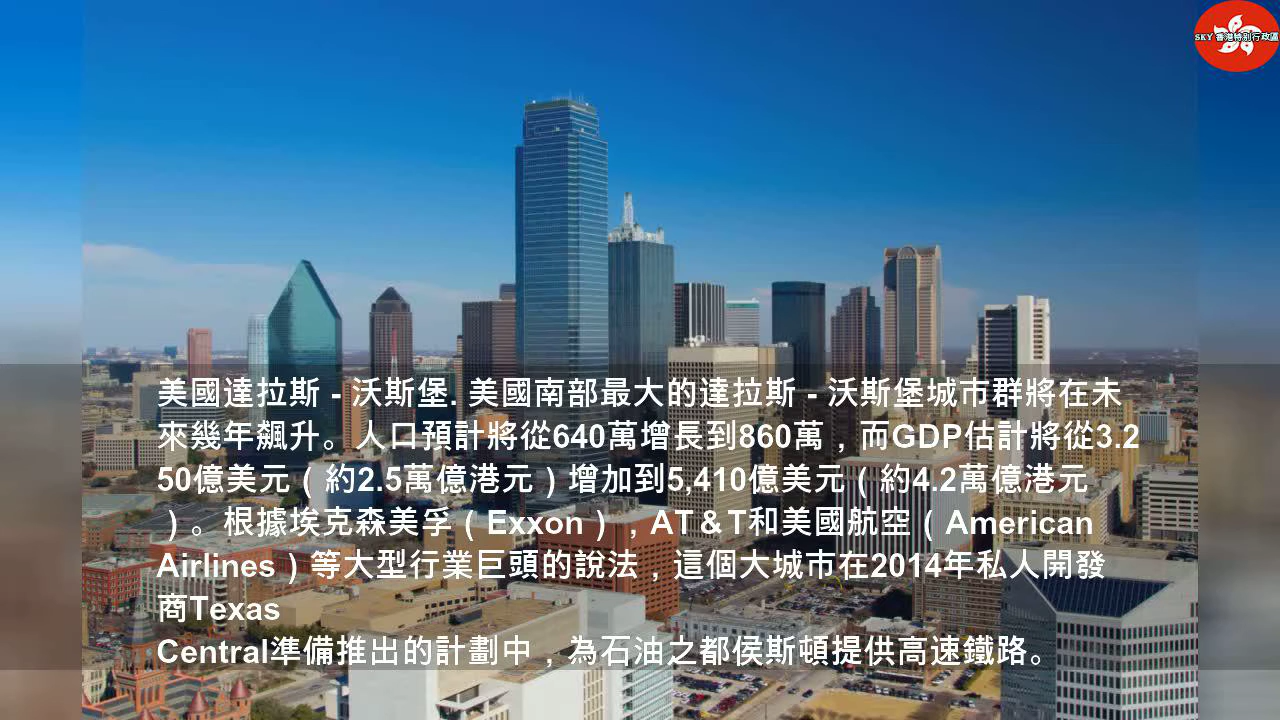 SKY 香港特别行政區
美國達拉斯 - 沃斯堡. 美國南部最大的達拉斯 - 沃斯堡城市群將在未
來幾年飆升。人口預計將從640萬增長到860萬，而GDP估計將從3.2
50億美元（約2.5萬億港元）增加到5,410億美元（約4.2萬億港元
）。根據埃克森美孚（Exxon），AT＆T和美國航空（American
Airlines）等大型行業巨頭的說法，這個大城市在2014年私人開發
商Texas
Central準備推出的計劃中，為石油之都侯斯頓提供高速鐵路。